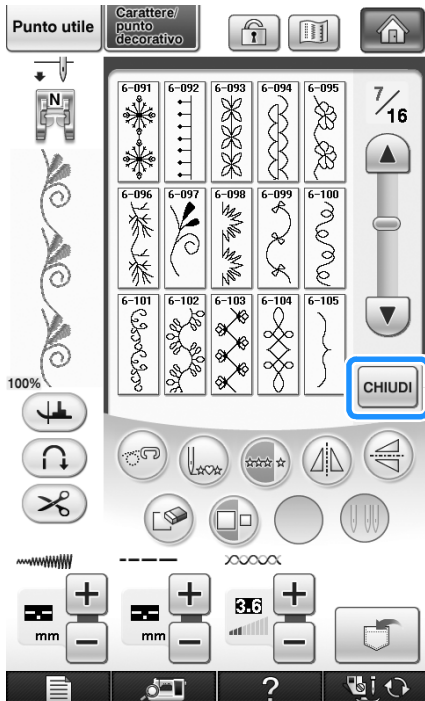 Punto utile
Carattere/
punto
decorativo
N
6-091 6-092 6-093 6-094 6-095
7/16
6-096 6-097 6-098 6-099 6-100
6-101 6-102 6-103 6-104 6-105
100%
CHIUDI
+ + +
3.6
mm mm
− − −
?